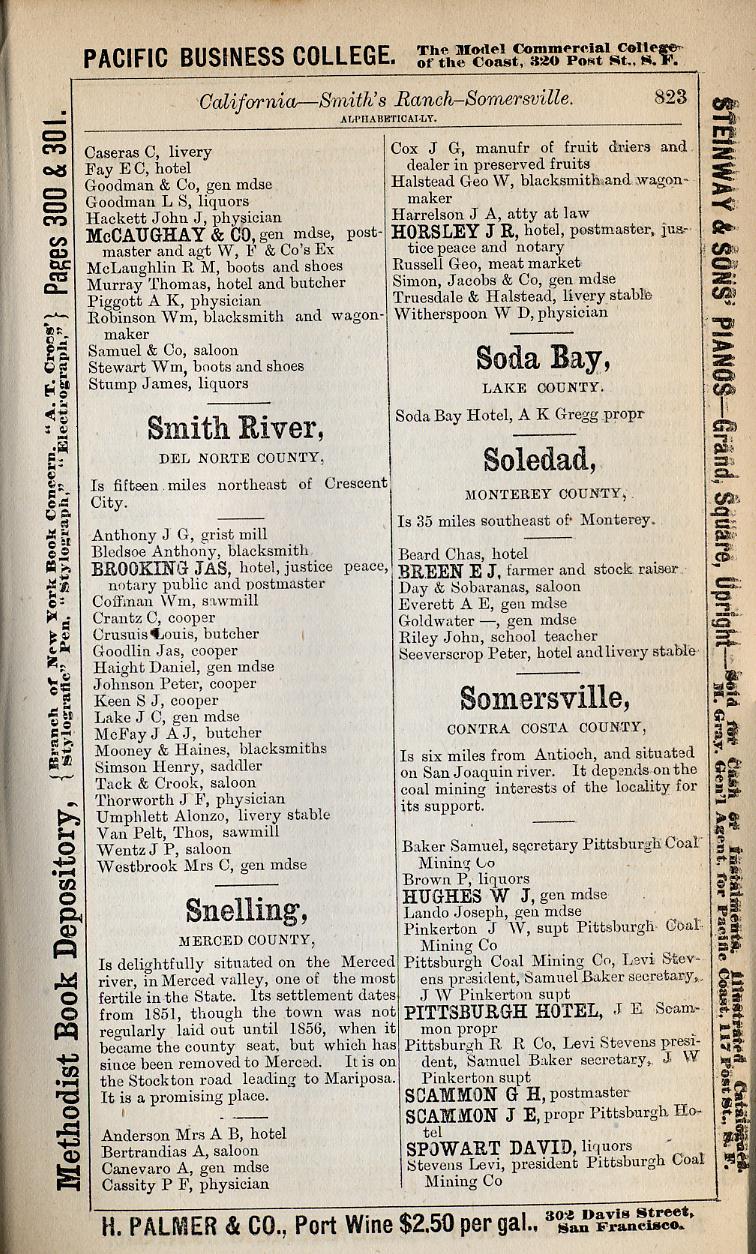 PACIFIC BUSINESS COLLEGE. The Model Commercial College
of the Coast, 320 Post St., S. F.
California—Smith's Ranch–Somersville. 823
ALPHABETICALLY.
Caseras C, livery
Fay E C, hotel
Goodman & Co, gen mdse
Goodman L S, liquors
Hackett John J, physician
McCAUGHAY & CO, gen mdse, post-
master and agt W, F & Co's Ex
McLaughlin R M, boots and shoes
Murray Thomas, hotel and butcher
Piggott A K, physician
Robinson Wm, blacksmith and wagon-
maker
Samuel & Co, saloon
Stewart Wm, boots and shoes
Stump James, liquors
Smith River,
DEL NORTE COUNTY,
Is fifteen miles northeast of Crescent
City.
Anthony J G, grist mill
Bledsoe Anthony, blacksmith
BROOKING JAS, hotel, justice peace,
notary public and postmaster
Coffman Wm, sawmill
Crantz C, cooper
Crusuis Louis, butcher
Goodlin Jas, cooper
Haight Daniel, gen mdse
Johnson Peter, cooper
Keen S J, cooper
Lake J C, gen mdse
McFay J A J, butcher
Mooney & Haines, blacksmiths
Simson Henry, saddler
Tack & Crook, saloon
Thorworth J F, physician
Umphlett Alonzo, livery stable
Van Pelt, Thos, sawmill
Wentz J P, saloon
Westbrook Mrs C, gen mdse
Snelling,
MERCED COUNTY,
Is delightfully situated on the Merced
river, in Merced valley, one of the most
fertile in the State. Its settlement dates
from 1851, though the town was not
regularly laid out until 1856, when it
became the county seat, but which has
since been removed to Merced. It is on
the Stockton road leading to Mariposa.
It is a promising place.
Anderson Mrs A B, hotel
Bertrandias A, saloon
Canevaro A, gen mdse
Cassity P F, physician
Cox J G, manufr of fruit driers and
dealer in preserved fruits
Halstead Geo W, blacksmith and wagon-
maker
Harrelson J A, atty at law
HORSLEY J R, hotel, postmaster, jus-
tice peace and notary
Russell Geo, meat market
Simon, Jacobs & Co, gen mdse
Truesdale & Halstead, livery stable
Witherspoon W D, physician
Soda Bay,
LAKE COUNTY.
Soda Bay Hotel, A K Gregg propr
Soledad,
MONTEREY COUNTY,
Is 35 miles southeast of Monterey.
Beard Chas, hotel
BREEN E J, farmer and stock raiser
Day & Sobaranas, saloon
Everett A E, gen mdse
Goldwater —, gen mdse
Riley John, school teacher
Seeverscrop Peter, hotel and livery stable
Somersville,
CONTRA COSTA COUNTY,
Is six miles from Antioch, and situated
on San Joaquin river. It depends on the
coal mining interests of the locality for
its support.
Baker Samuel, secretary Pittsburgh Coal
Mining Co
Brown P, liquors
HUGHES W J, gen mdse
Lando Joseph, gen mdse
Pinkerton J W, supt Pittsburgh Coal
Mining Co
Pittsburgh Coal Mining Co, Levi Stev-
ens president, Samuel Baker secretary,
J W Pinkerton supt
PITTSBURGH HOTEL, J E Scam-
mon propr
Pittsburgh R R Co, Levi Stevens presi-
dent, Samuel Baker secretary, J W
Pinkerton supt
SCAMMON G H, postmaster
SCAMMON J E, propr Pittsburgh Ho-
tel
SPOWART DAVID, liquors
Stevens Levi, president Pittsburgh Coal
Mining Co
Methodist Book Depository, {Branch of New York Book Concern. "A. T. Cross'
Stylografic" Pen, "Stylograph," "Electrograph,"} Pages 300 & 301.
STEINWAY & SONS' PIANOS—Grand, Square, Upright—Sold for Cash or Instalments. Illustrated Catalogues.
M. Gray, Gen'l Agent, for Pacific Coast, 117 Post St., S. F.
H. PALMER & CO., Port Wine $2.50 per gal., 302 Davis Street,
San Francisco.